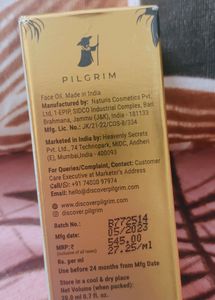 PILGRIM
Face Oil. Made in India
Manufactured by: Naturis Cosmetics Pvt.
Ltd, 1-EPIP, SIDCO Industrial Complex, Bari
Brahmana, Jammu (J&K), India - 181133
Mfg. Lic. No.: JK/21-22/COS-B/334
Marketed in India by: Heavenly Secrets
Pvt. Ltd., 74 Technopark, MIDC, Andheri
(E), Mumbai, India - 400093
For Queries/Complaint, Contact: Customer
Care Executive at Marketer's Address
Call @ +91 74000 97974
Email: hello@discoverpilgrim.com
www.discoverpilgrim.com
discover.pilgrim
Batch No.: B772514
Mfg date: 05/2023
MRP:₹ 545.00
(inclusive of all taxes)
Rs. per ml 27.25/ml
Use before 24 months from Mfg Date
Store in a cool & dry place
Net Volume (when packed):
20.0 ml 0.7 fl. oz.